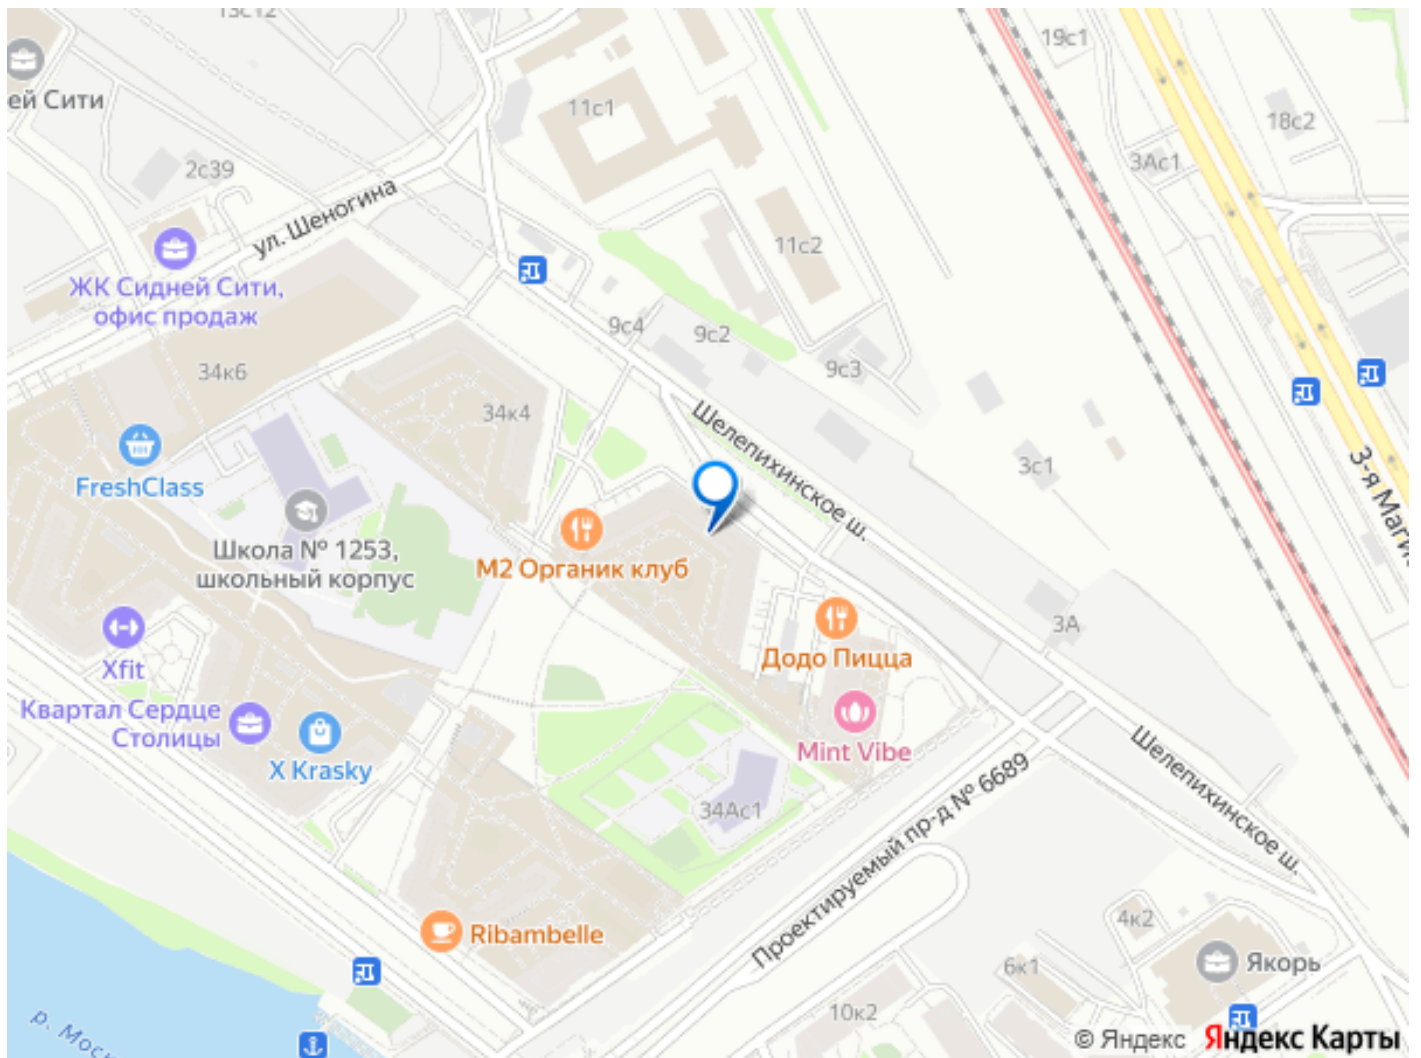 13с12
19с1
ей Сити
11с1
18с2
3Ас1
2с39
ул. Шеногина
11с2
ЖК Сидней Сити,
офис продаж
9с4
9с2
9с3
34к6
34к4
Шелепихинское ш.
3с1
3-я Маги
FreshClass
Школа № 1253,
школьный корпус
М2 Органик клуб
3А
Xfit
Додо Пицца
Квартал Сердце
Столицы
X Krasky
Mint Vibe
Шелепихинское ш.
34Ас1
Проектируемый пр-д № 6689
Ribambelle
4к2
6к1
Якорь
10к2
р. Мос
© Яндекс Яндекс Карты